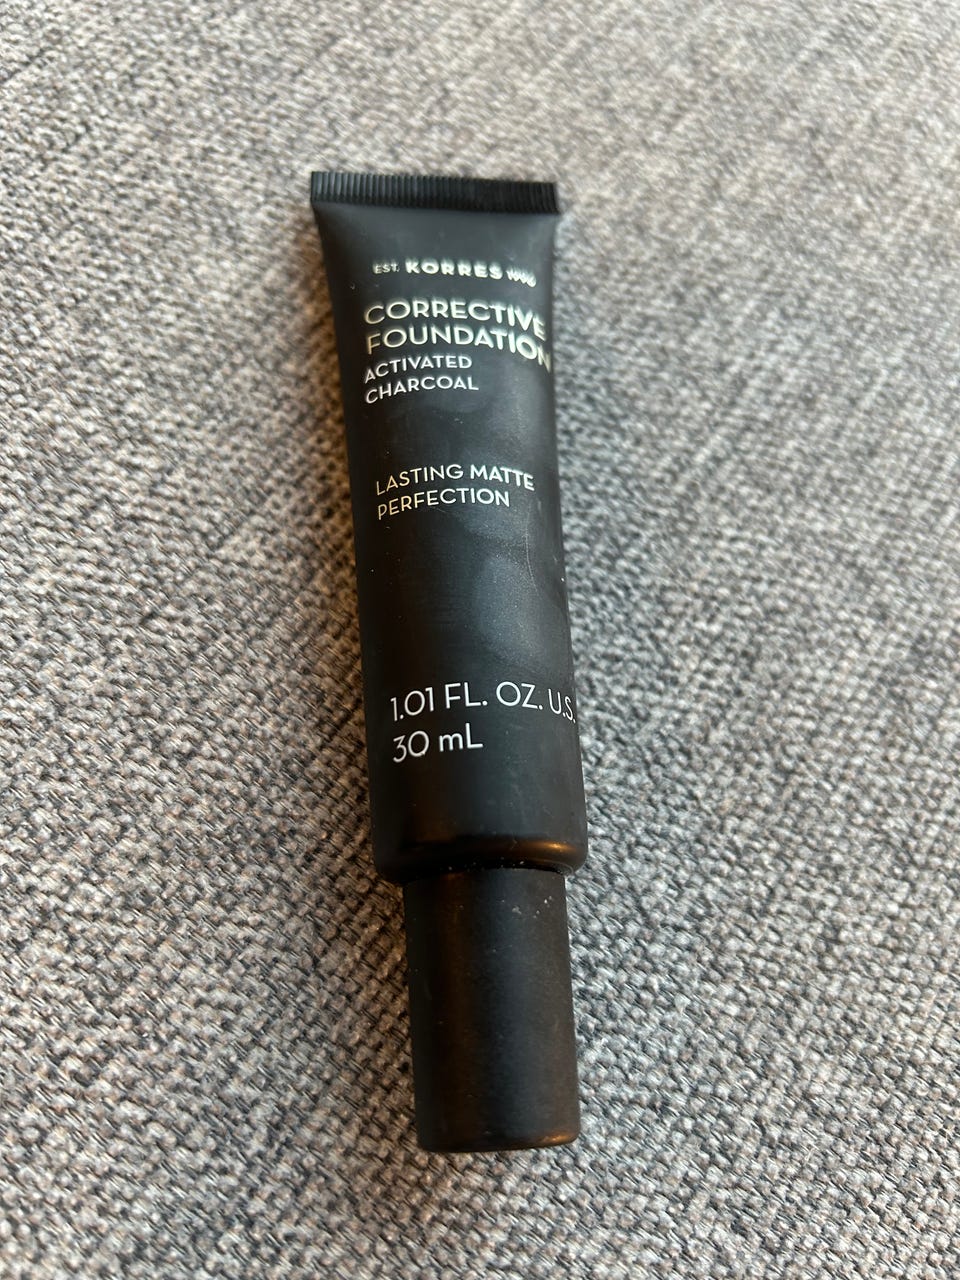 EST. KORRES 1996
CORRECTIVE
FOUNDATION
ACTIVATED
CHARCOAL
LASTING MATTE
PERFECTION
1.01 FL. OZ. U.S.
30 mL